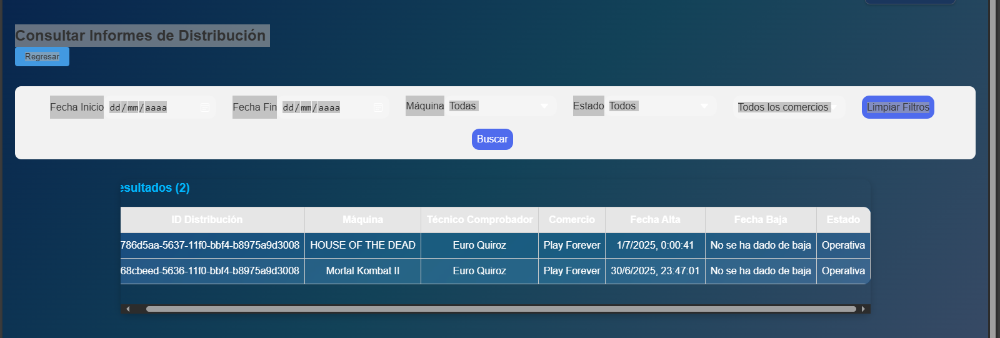 Consultar Informes de Distribución
Regresar
Fecha Inicio dd/mm/aaaa Fecha Fin dd/mm/aaaa Máquina Todas Estado Todos Todos los comercios Limpiar Filtros
Buscar
esultados (2)
ID Distribución Máquina Técnico Comprobador Comercio Fecha Alta Fecha Baja Estado
786d5aa-5637-11f0-bbf4-b8975a9d3008 HOUSE OF THE DEAD Euro Quiroz Play Forever 1/7/2025, 0:00:41 No se ha dado de baja Operativa
68cbeed-5636-11f0-bbf4-b8975a9d3008 Mortal Kombat II Euro Quiroz Play Forever 30/6/2025, 23:47:01 No se ha dado de baja Operativa